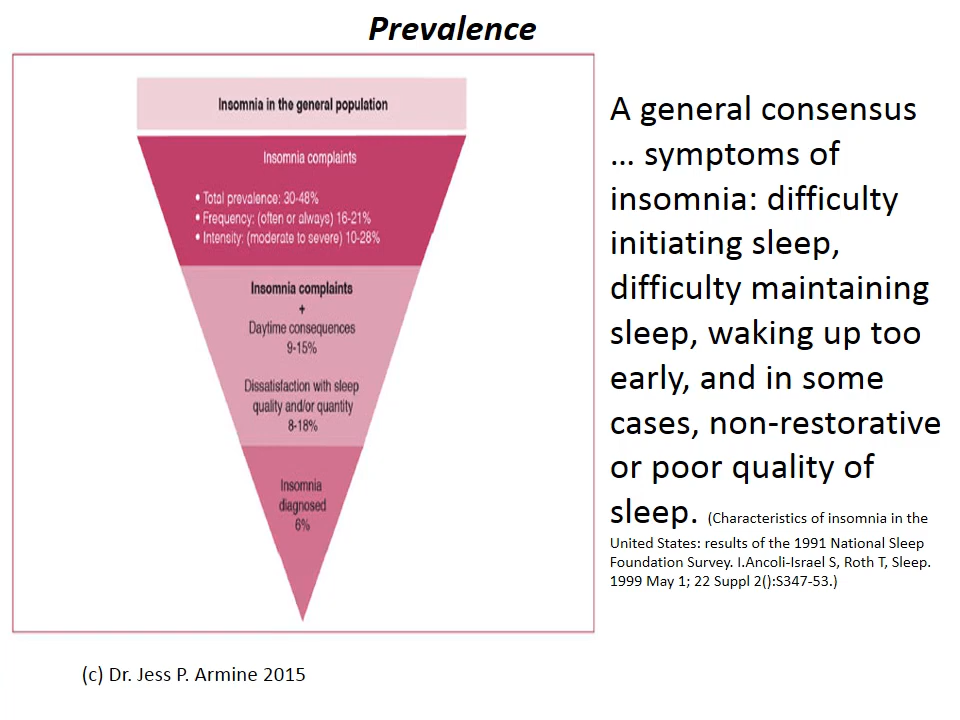 Prevalence
Insomnia in the general population
Insomnia complaints
• Total prevalence: 30-48%
• Frequency: (often or always) 16-21%
• Intensity: (moderate to severe) 10-28%
Insomnia complaints
+
Daytime consequences
9-15%
Dissatisfaction with sleep
quality and/or quantity
8-18%
Insomnia
diagnosed
6%
A general consensus
... symptoms of
insomnia: difficulty
initiating sleep,
difficulty maintaining
sleep, waking up too
early, and in some
cases, non-restorative
or poor quality of
sleep. (Characteristics of insomnia in the
United States: results of the 1991 National Sleep
Foundation Survey. I.Ancoli-Israel S, Roth T, Sleep.
1999 May 1; 22 Suppl 2():S347-53.)
(c) Dr. Jess P. Armine 2015